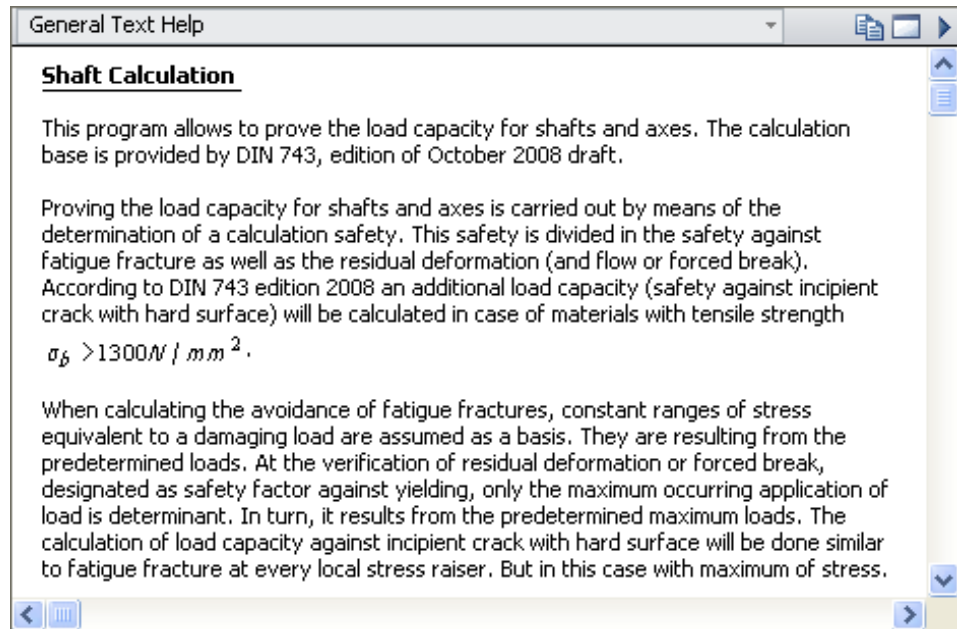 General Text Help
Shaft Calculation
This program allows to prove the load capacity for shafts and axes. The calculation
base is provided by DIN 743, edition of October 2008 draft.
Proving the load capacity for shafts and axes is carried out by means of the
determination of a calculation safety. This safety is divided in the safety against
fatigue fracture as well as the residual deformation (and flow or forced break).
According to DIN 743 edition 2008 an additional load capacity (safety against incipient
crack with hard surface) will be calculated in case of materials with tensile strength
σ_b >1300N / mm².
When calculating the avoidance of fatigue fractures, constant ranges of stress
equivalent to a damaging load are assumed as a basis. They are resulting from the
predetermined loads. At the verification of residual deformation or forced break,
designated as safety factor against yielding, only the maximum occurring application of
load is determinant. In turn, it results from the predetermined maximum loads. The
calculation of load capacity against incipient crack with hard surface will be done similar
to fatigue fracture at every local stress raiser. But in this case with maximum of stress.